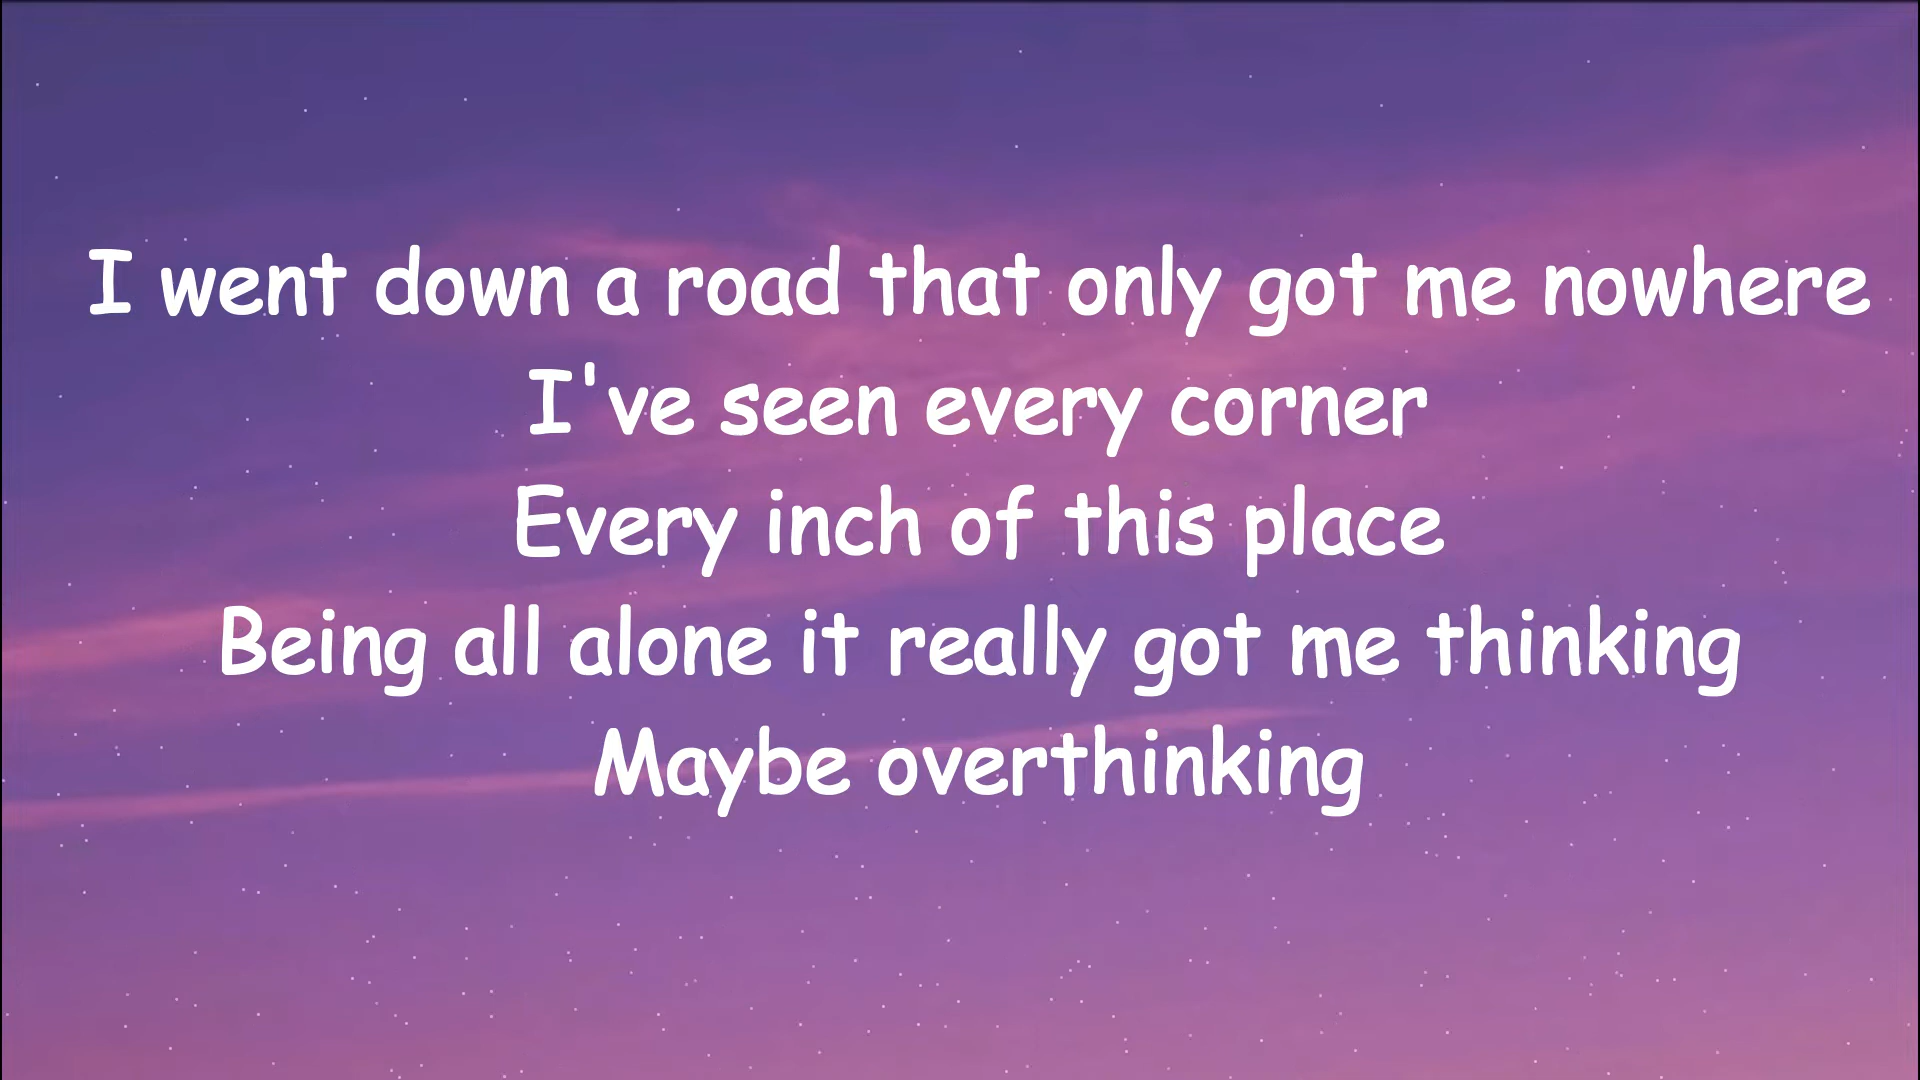 I went down a road that only got me nowhere
I've seen every corner
Every inch of this place
Being all alone it really got me thinking
Maybe overthinking